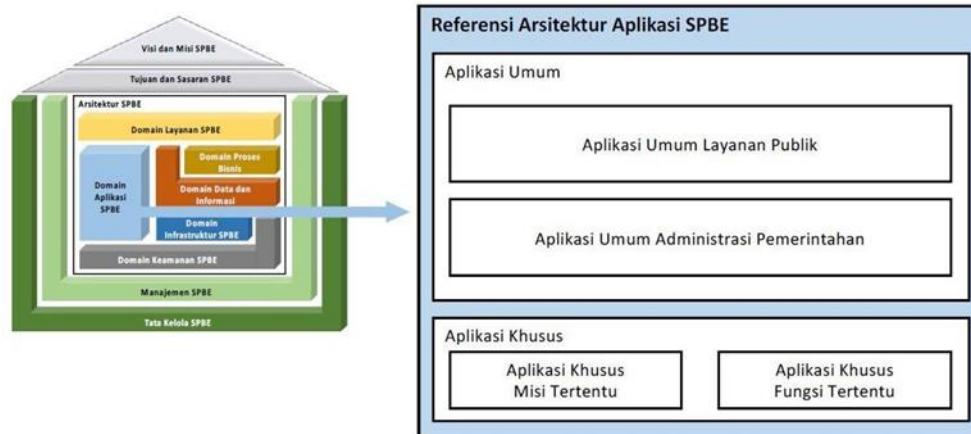 Visi dan Misi SPBE
Tujuan dan Sasaran SPBE
Arsitektur SPBE
Domain Layanan SPBE
Domain
Aplikasi
SPBE
Domain Proses
Bisnis
Domain Data dan
Informasi
Domain
Infrastruktur SPBE
Domain Keamanan SPBE
Manajemen SPBE
Tata Kelola SPBE
Referensi Arsitektur Aplikasi SPBE
Aplikasi Umum
Aplikasi Umum Layanan Publik
Aplikasi Umum Administrasi Pemerintahan
Aplikasi Khusus
Aplikasi Khusus
Misi Tertentu
Aplikasi Khusus
Fungsi Tertentu